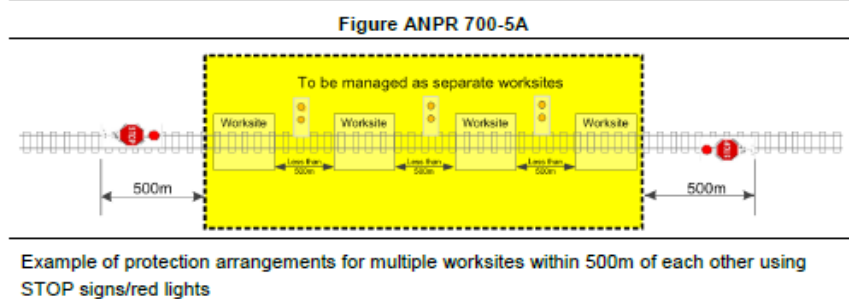 Figure ANPR 700-5A
To be managed as separate worksites
Worksite
Worksite
Worksite
Worksite
STOP
STOP
Less than
500m
Less than
500m
Less than
500m
500m
500m
Example of protection arrangements for multiple worksites within 500m of each other using
STOP signs/red lights